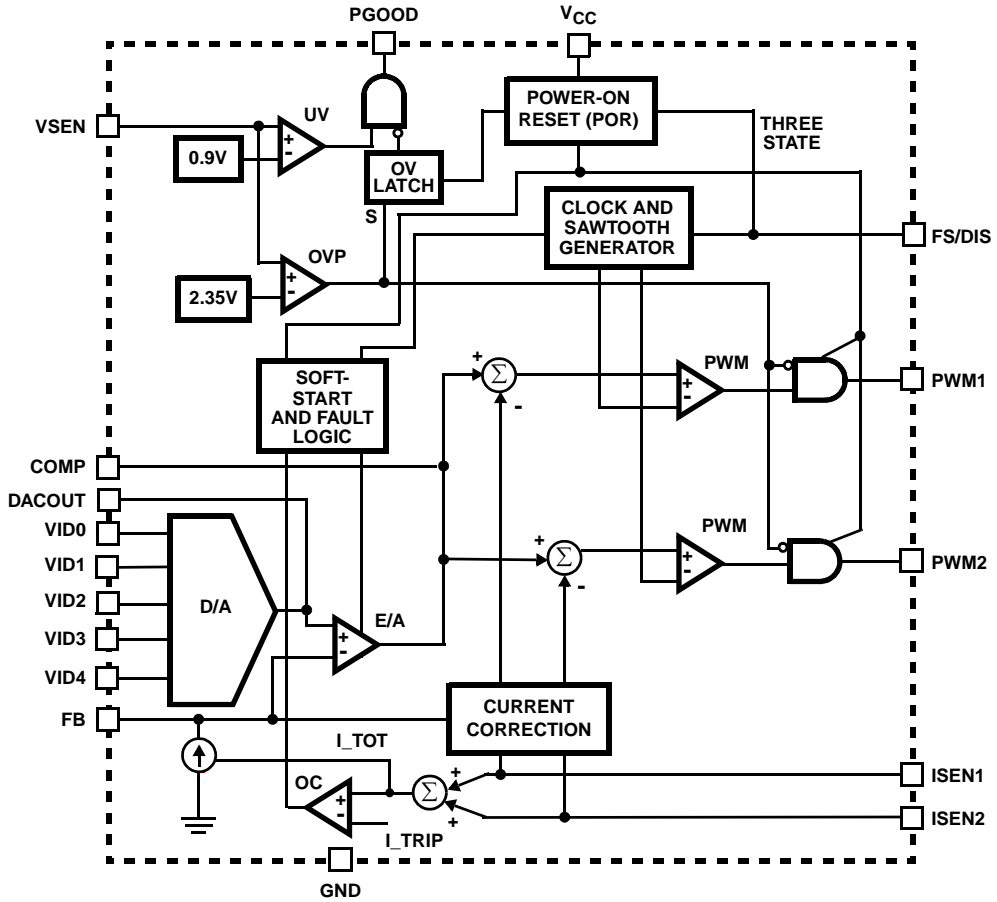 PGOOD
VCC
VSEN
UV
+
-
0.9V
OV
LATCH
S
POWER-ON
RESET (POR)
THREE
STATE
CLOCK AND
SAWTOOTH
GENERATOR
FS/DIS
OVP
+
-
2.35V
SOFT-
START
AND FAULT
LOGIC
+
Σ
-
PWM
+
-
PWM1
COMP
DACOUT
VID0
VID1
VID2
VID3
VID4
D/A
E/A
+
-
+
Σ
-
PWM
+
-
PWM2
FB
CURRENT
CORRECTION
I_TOT
OC
+
-
+
Σ
+
I_TRIP
ISEN1
ISEN2
GND